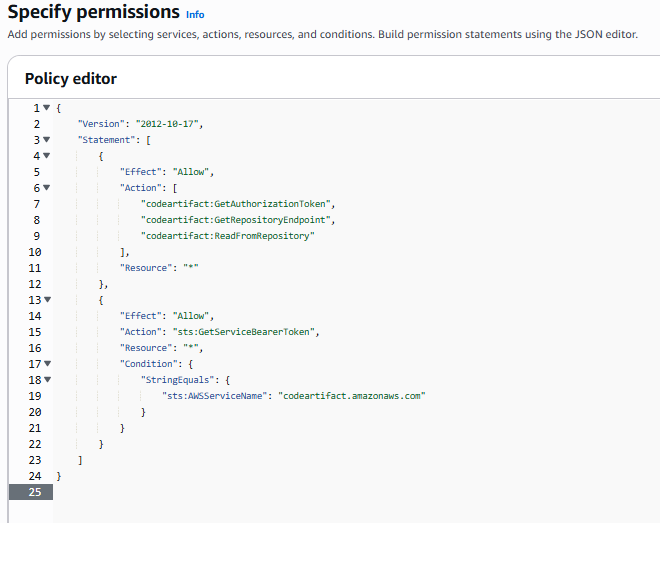 Specify permissions Info
Add permissions by selecting services, actions, resources, and conditions. Build permission statements using the JSON editor.
Policy editor
1 {
2 "Version": "2012-10-17",
3 "Statement": [
4 {
5 "Effect": "Allow",
6 "Action": [
7 "codeartifact:GetAuthorizationToken",
8 "codeartifact:GetRepositoryEndpoint",
9 "codeartifact:ReadFromRepository"
10 ],
11 "Resource": "*"
12 },
13 {
14 "Effect": "Allow",
15 "Action": "sts:GetServiceBearerToken",
16 "Resource": "*",
17 "Condition": {
18 "StringEquals": {
19 "sts:AWSServiceName": "codeartifact.amazonaws.com"
20 }
21 }
22 }
23 ]
24 }
25